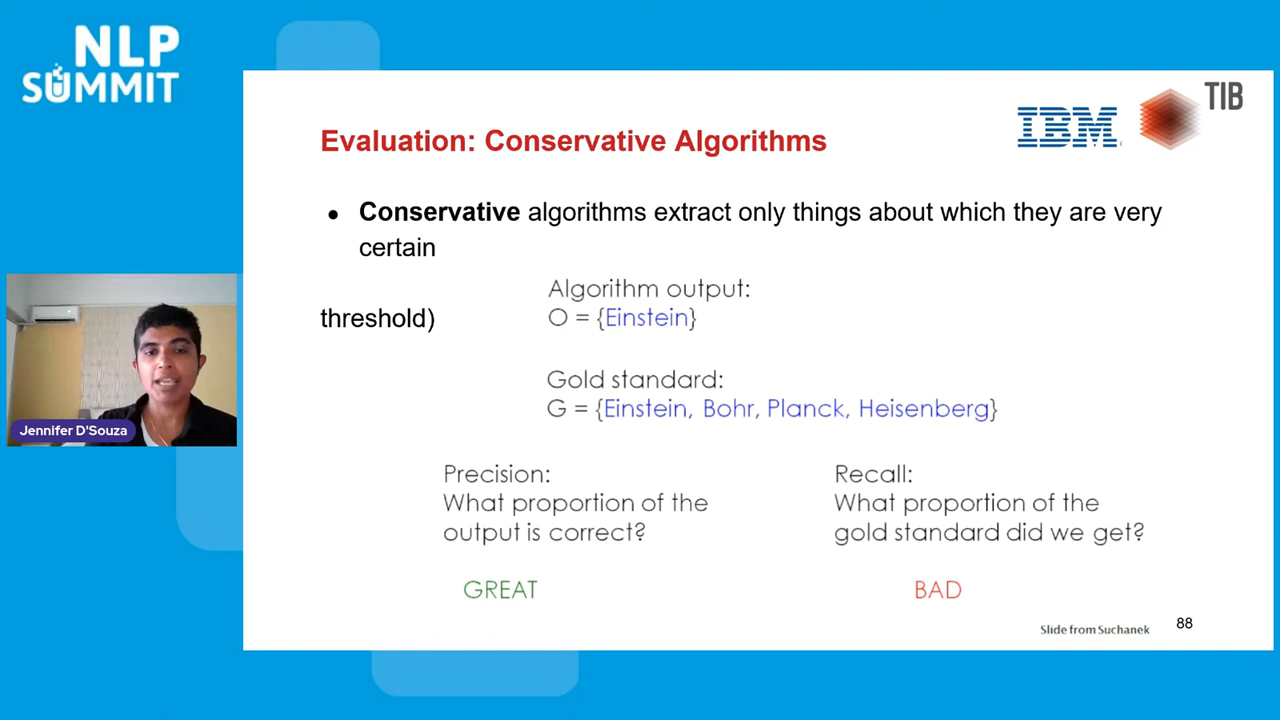 NLP
SUMMIT
IBM
TIB
Evaluation: Conservative Algorithms
● Conservative algorithms extract only things about which they are very
certain
Algorithm output:
threshold) O = {Einstein}
Gold standard:
G = {Einstein, Bohr, Planck, Heisenberg}
Precision:
What proportion of the
output is correct?
GREAT
Recall:
What proportion of the
gold standard did we get?
BAD
Slide from Suchanek
88
Jennifer D'Souza